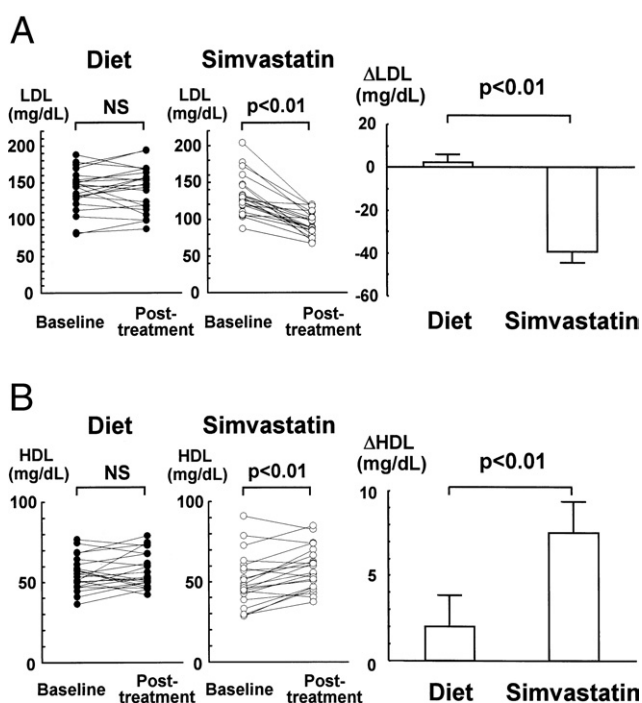 A
Diet
Simvastatin
LDL
(mg/dL)
NS
LDL
(mg/dL)
p<0.01
ΔLDL
(mg/dL)
p<0.01
200
150
100
50
0
200
150
100
50
0
20
0
-20
-40
-60
Baseline
Post-
treatment
Baseline
Post-
treatment
Diet
Simvastatin
B
Diet
Simvastatin
HDL
(mg/dL)
NS
HDL
(mg/dL)
p<0.01
ΔHDL
(mg/dL)
p<0.01
100
50
0
100
50
0
10
5
0
Baseline
Post-
treatment
Baseline
Post-
treatment
Diet
Simvastatin